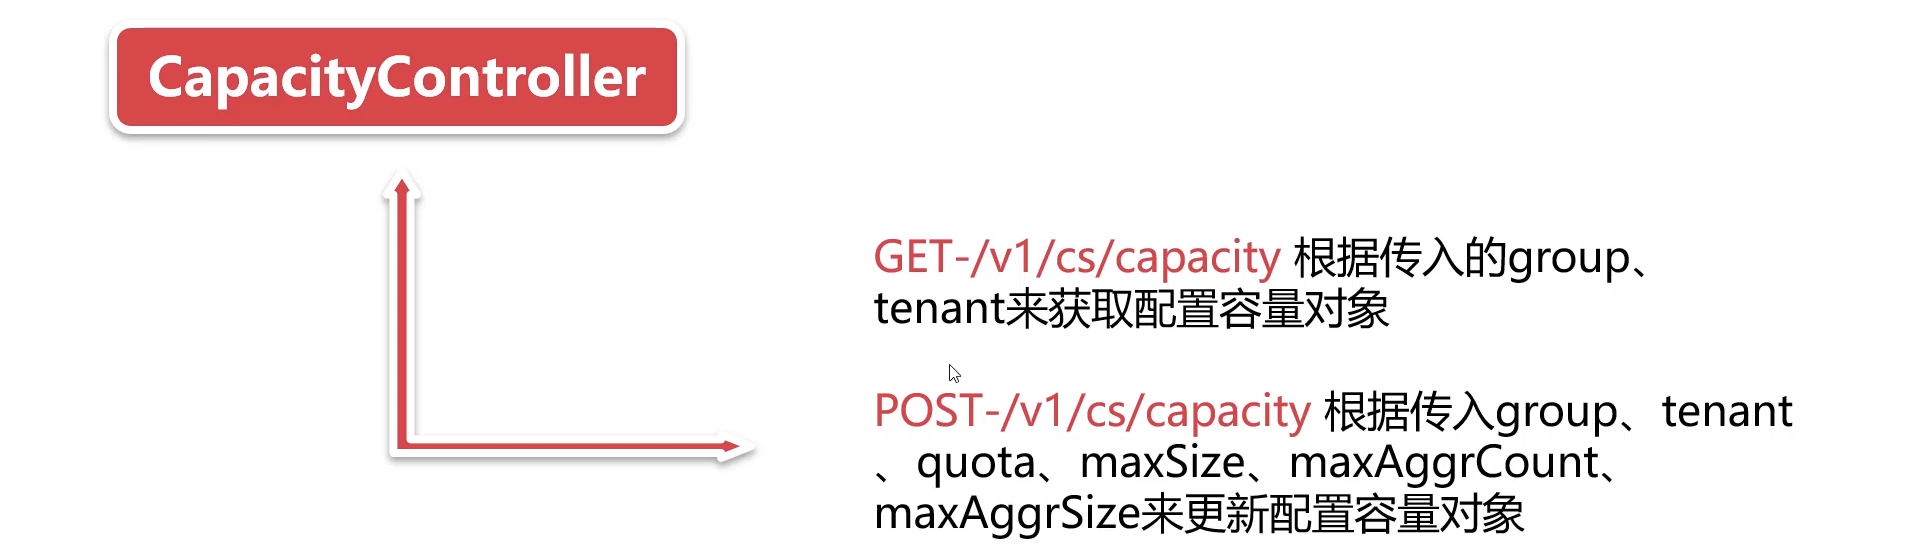 CapacityController
GET-/v1/cs/capacity 根据传入的group、
tenant来获取配置容量对象
POST-/v1/cs/capacity 根据传入group、tenant
、quota、maxSize、maxAggrCount、
maxAggrSize来更新配置容量对象